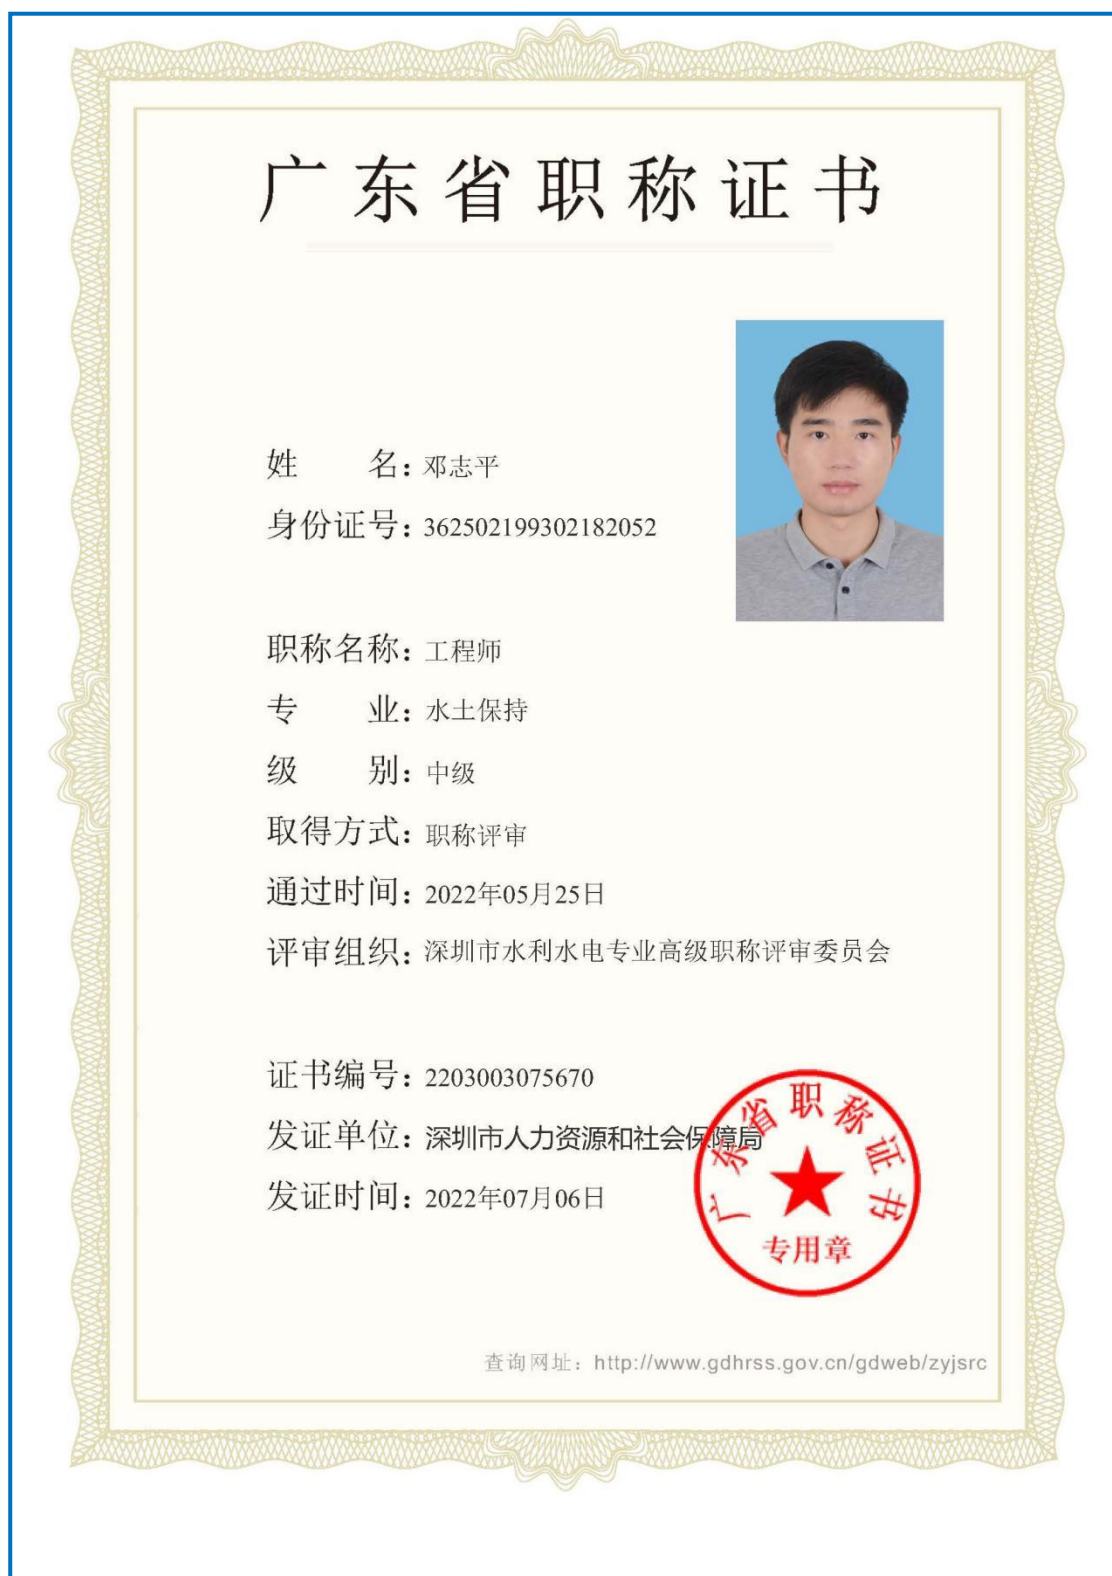 广东省职称证书
姓 名：邓志平
身份证号：362502199302182052
职称名称：工程师
专 业：水土保持
级 别：中级
取得方式：职称评审
通过时间：2022年05月25日
评审组织：深圳市水利水电专业高级职称评审委员会
证书编号：2203003075670
发证单位：深圳市人力资源和社会保障局
发证时间：2022年07月06日
广东省职称证书
专用章
查询网址：http://www.gdhrss.gov.cn/gdweb/zyjsrc